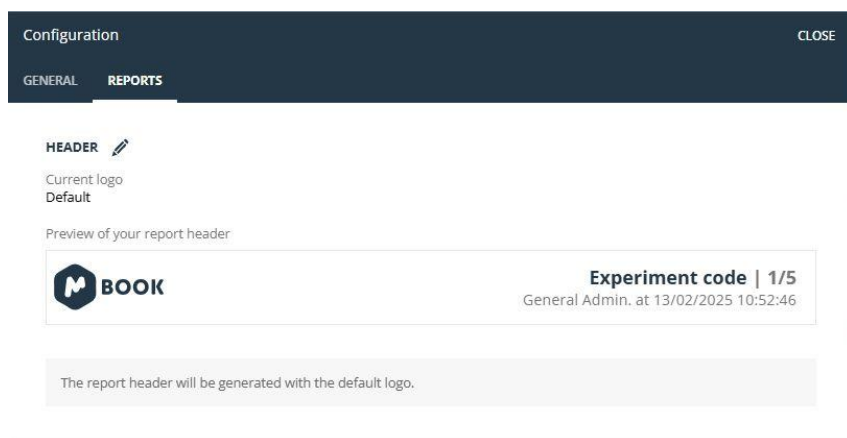 Configuration CLOSE
GENERAL REPORTS
HEADER
Current logo
Default
Preview of your report header
M BOOK
Experiment code | 1/5
General Admin. at 13/02/2025 10:52:46
The report header will be generated with the default logo.